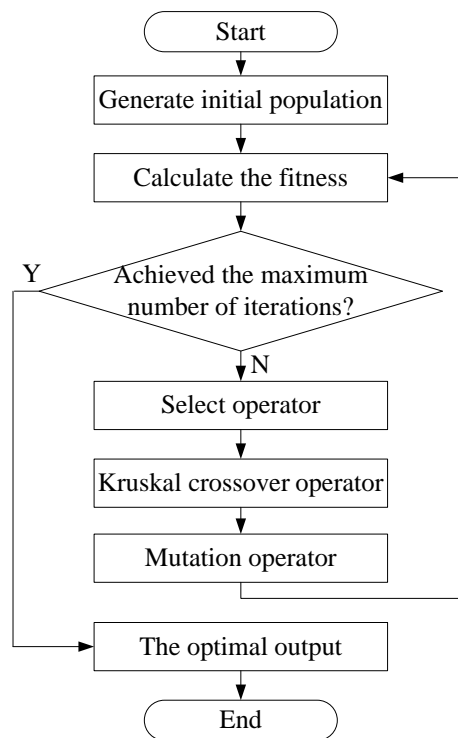 Start
Generate initial population
Calculate the fitness
Y
Achieved the maximum
number of iterations?
N
Select operator
Kruskal crossover operator
Mutation operator
The optimal output
End